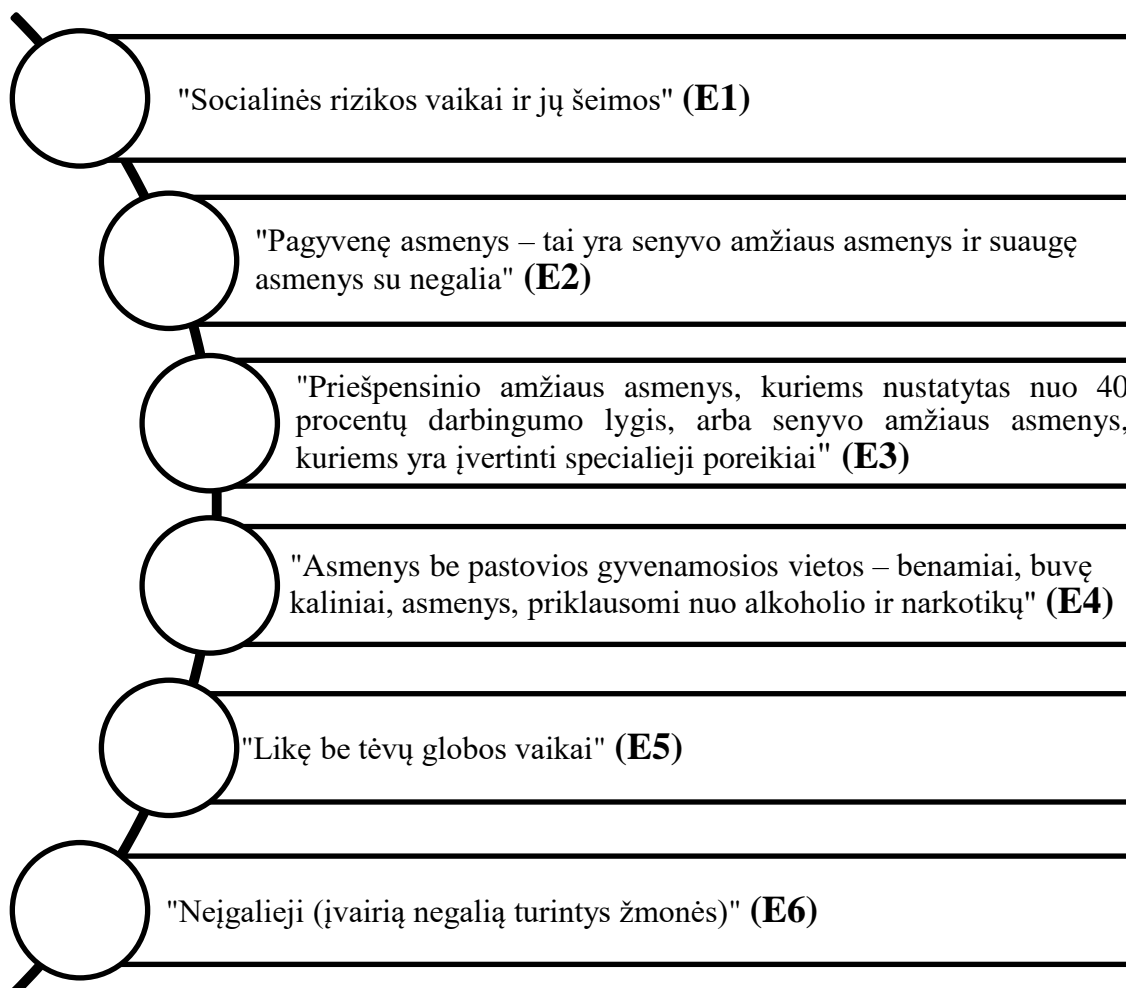 "Socialinės rizikos vaikai ir jų šeimos" (E1)
"Pagyvenę asmenys – tai yra senyvo amžiaus asmenys ir suaugę
asmenys su negalia" (E2)
"Priešpensinio amžiaus asmenys, kuriems nustatytas nuo 40
procentų darbingumo lygis, arba senyvo amžiaus asmenys,
kuriems yra įvertinti specialieji poreikiai" (E3)
"Asmenys be pastovios gyvenamosios vietos – benamiai, buvę
kaliniai, asmenys, priklausomi nuo alkoholio ir narkotikų" (E4)
"Likę be tėvų globos vaikai" (E5)
"Neįgalieji (įvairią negalią turintys žmonės)" (E6)